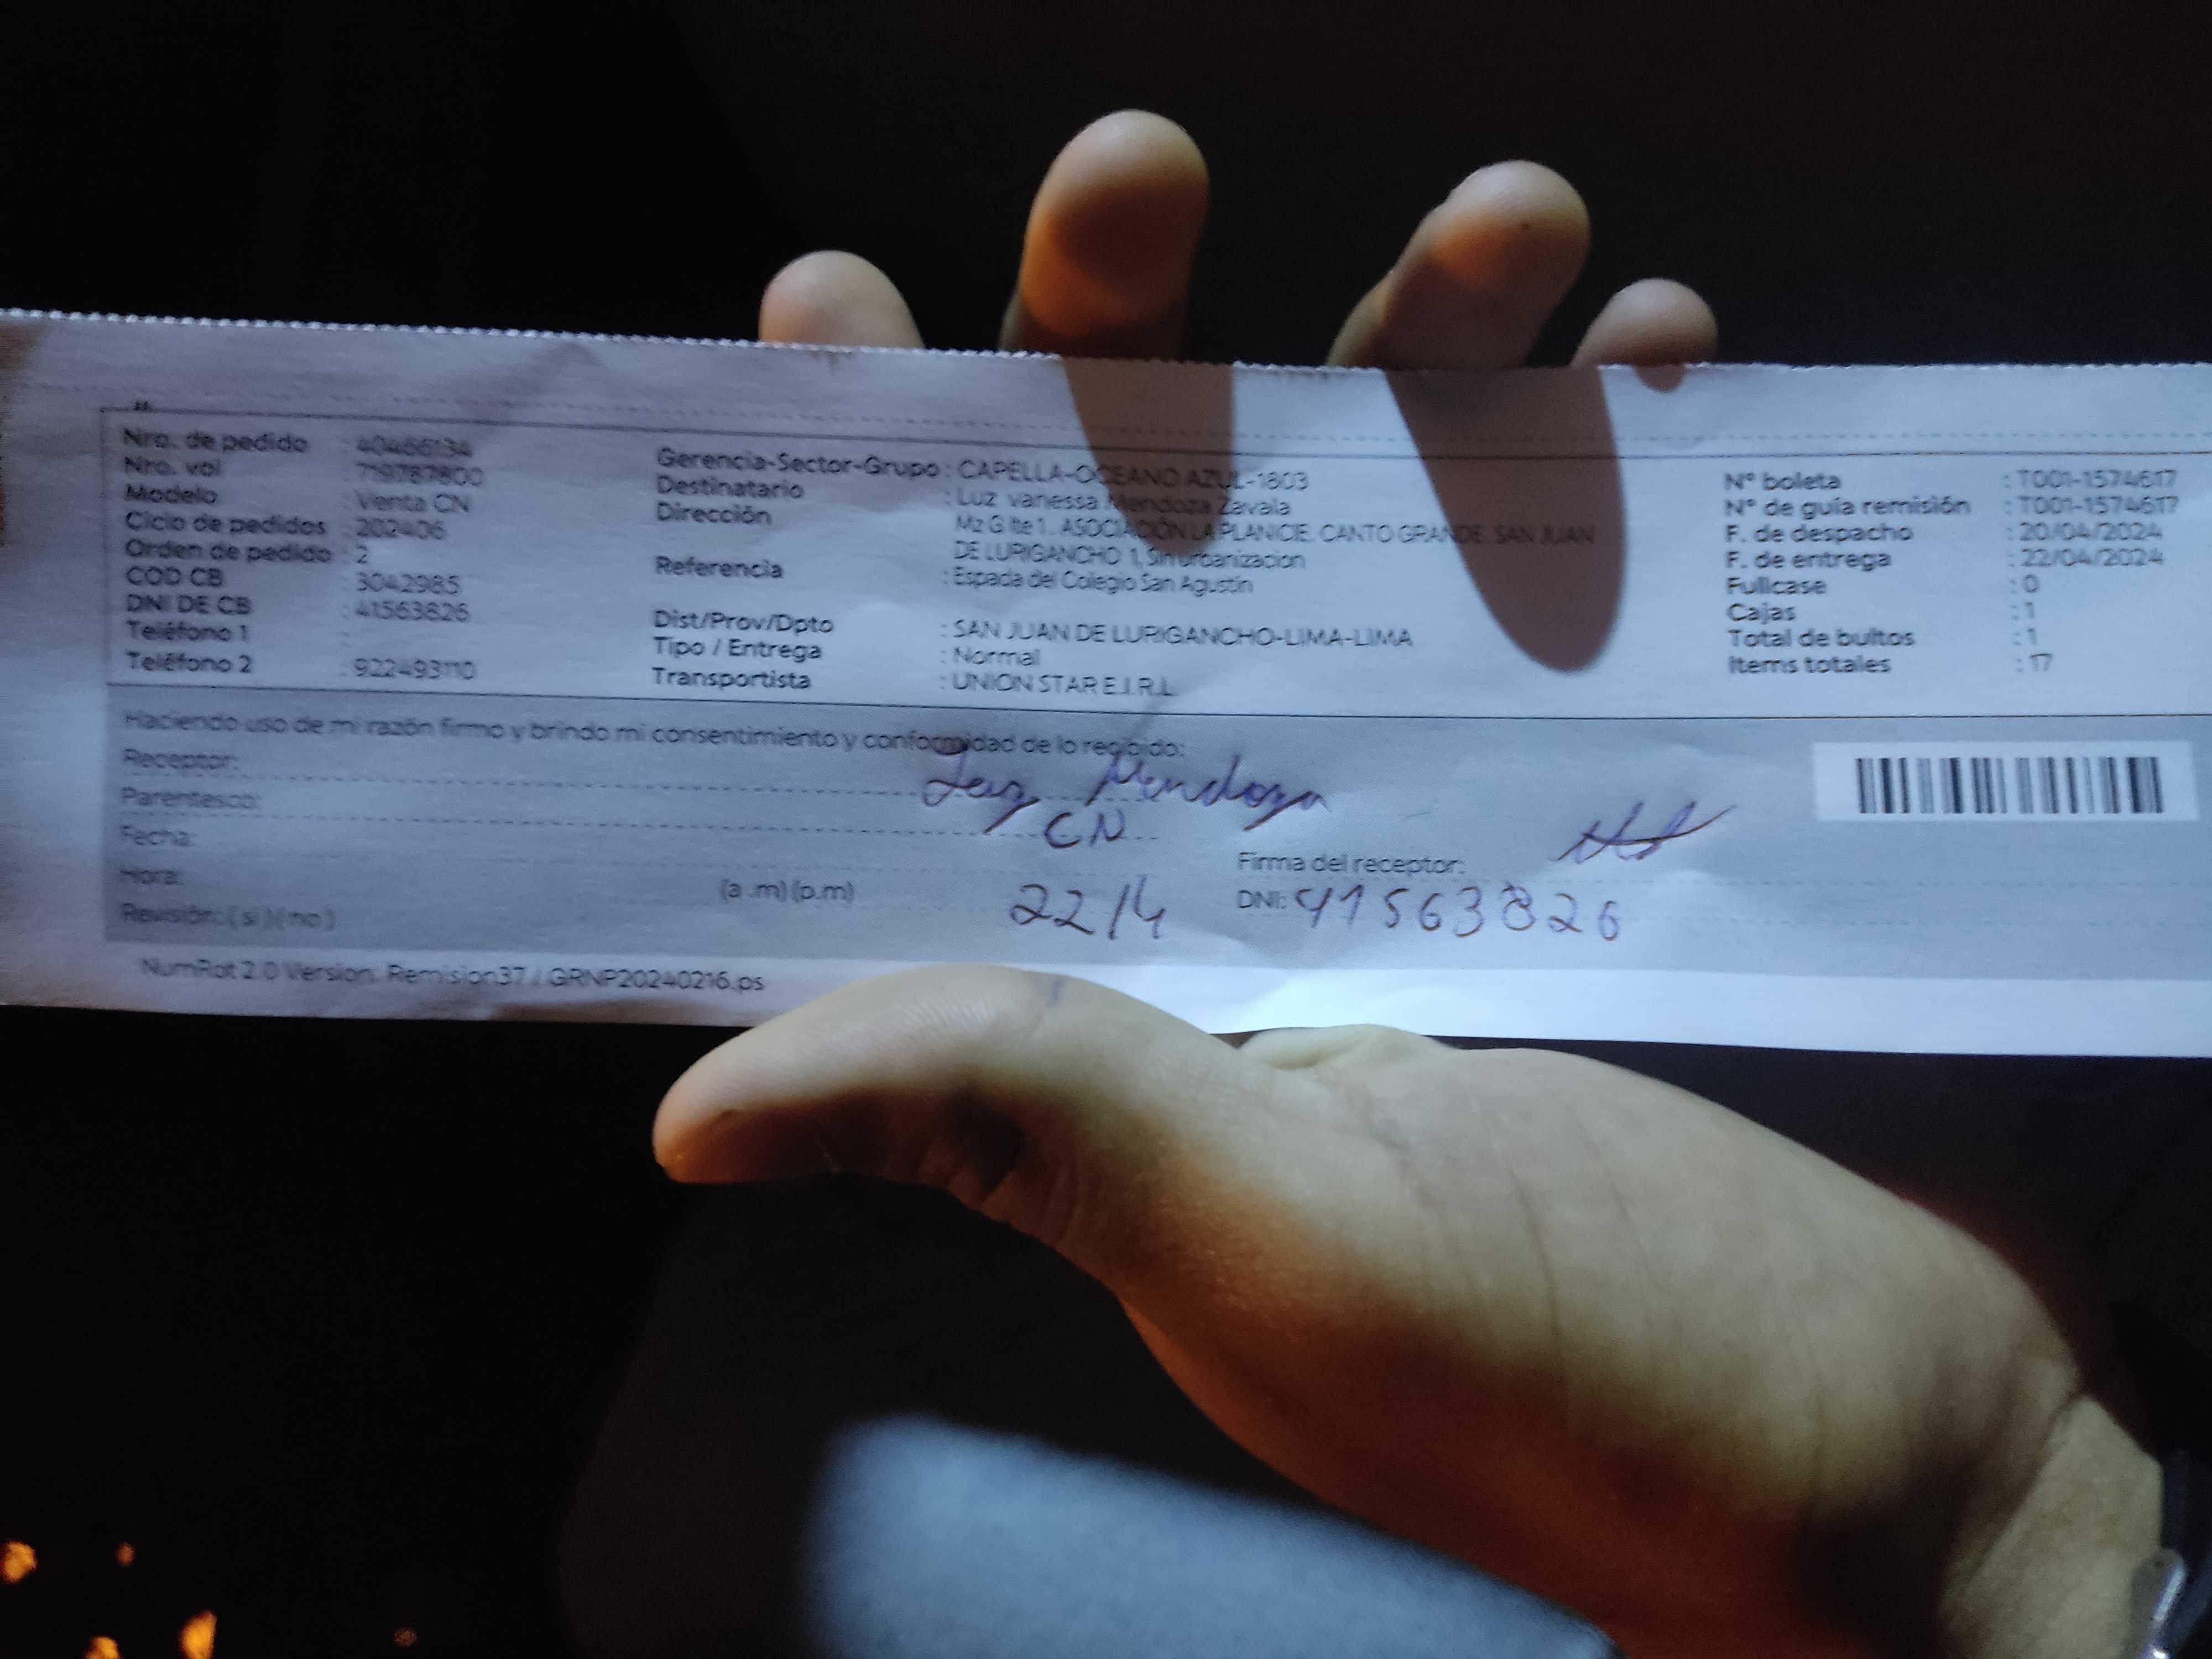 Nro. de pedido : 40466134
Nro. vol : 719787800
Modelo : Venta CN
Ciclo de pedidos : 202406
Orden de pedido : 2
COD CB : 3042985
DNI DE CB : 41563826
Teléfono 1 :
Teléfono 2 : 922493110
Gerencia-Sector-Grupo : CAPELLA-OCEANO AZUL-1803
Destinatario : Luz vanessa Mendoza Zavala
Dirección : Mz G lte 1 . ASOCIACIÓN LA PLANICIE. CANTO GRANDE. SAN JUAN
DE LURIGANCHO 1, Sin urbanizacion
Referencia : Espada del Colegio San Agustín
Dist/Prov/Dpto : SAN JUAN DE LURIGANCHO-LIMA-LIMA
Tipo / Entrega : Normal
Transportista : UNION STAR E.I.R.L
N° boleta : T001-1574617
N° de guía remisión : T001-1574617
F. de despacho : 20/04/2024
F. de entrega : 22/04/2024
Fullcase : 0
Cajas : 1
Total de bultos : 1
Items totales : 17
Haciendo uso de mi razón firmo y brindo mi consentimiento y conformidad de lo recibido:
Receptor: Luz Mendoza
Parentesco: CN
Fecha: 22/4
Hora: (a .m) (p.m)
Revisión: ( si ) ( no )
Firma del receptor:
DNI: 41563826
NumRot 2.0 Version: Remision37 / GRNP20240216.ps